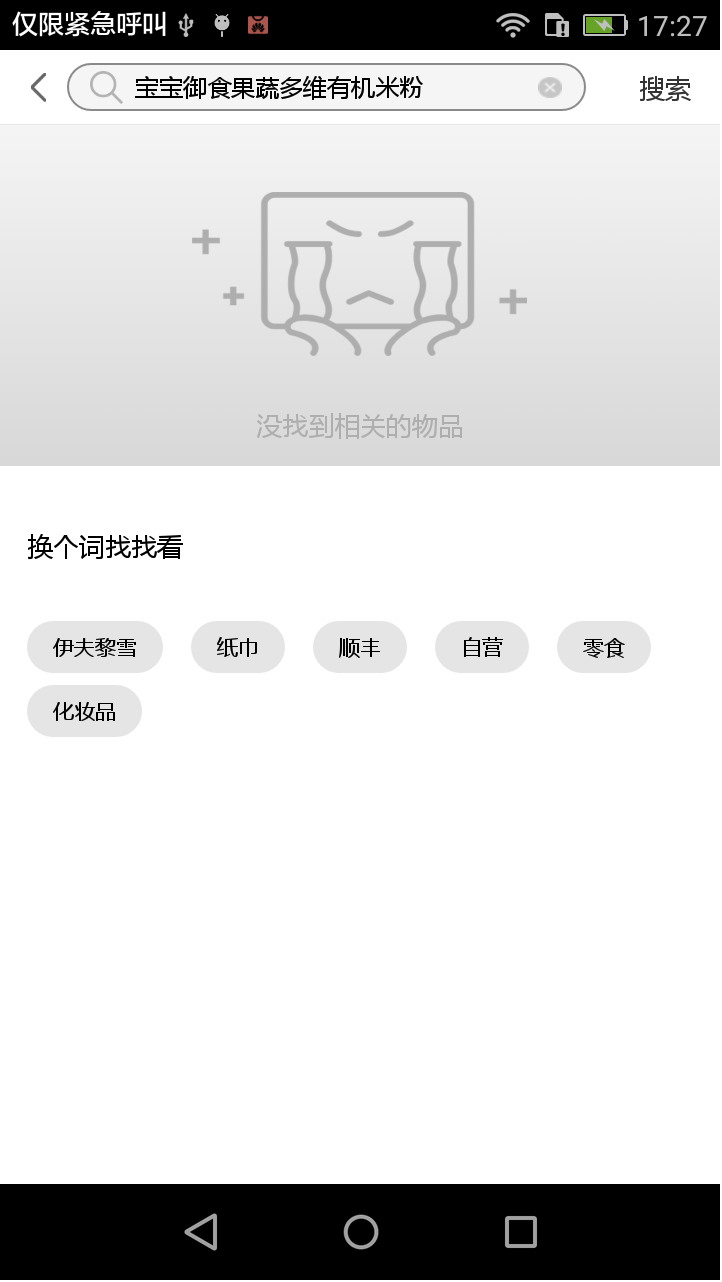 仅限紧急呼叫 17:27
宝宝御食果蔬多维有机米粉 搜索
没找到相关的物品
换个词找找看
伊夫黎雪 纸巾 顺丰 自营 零食
化妆品